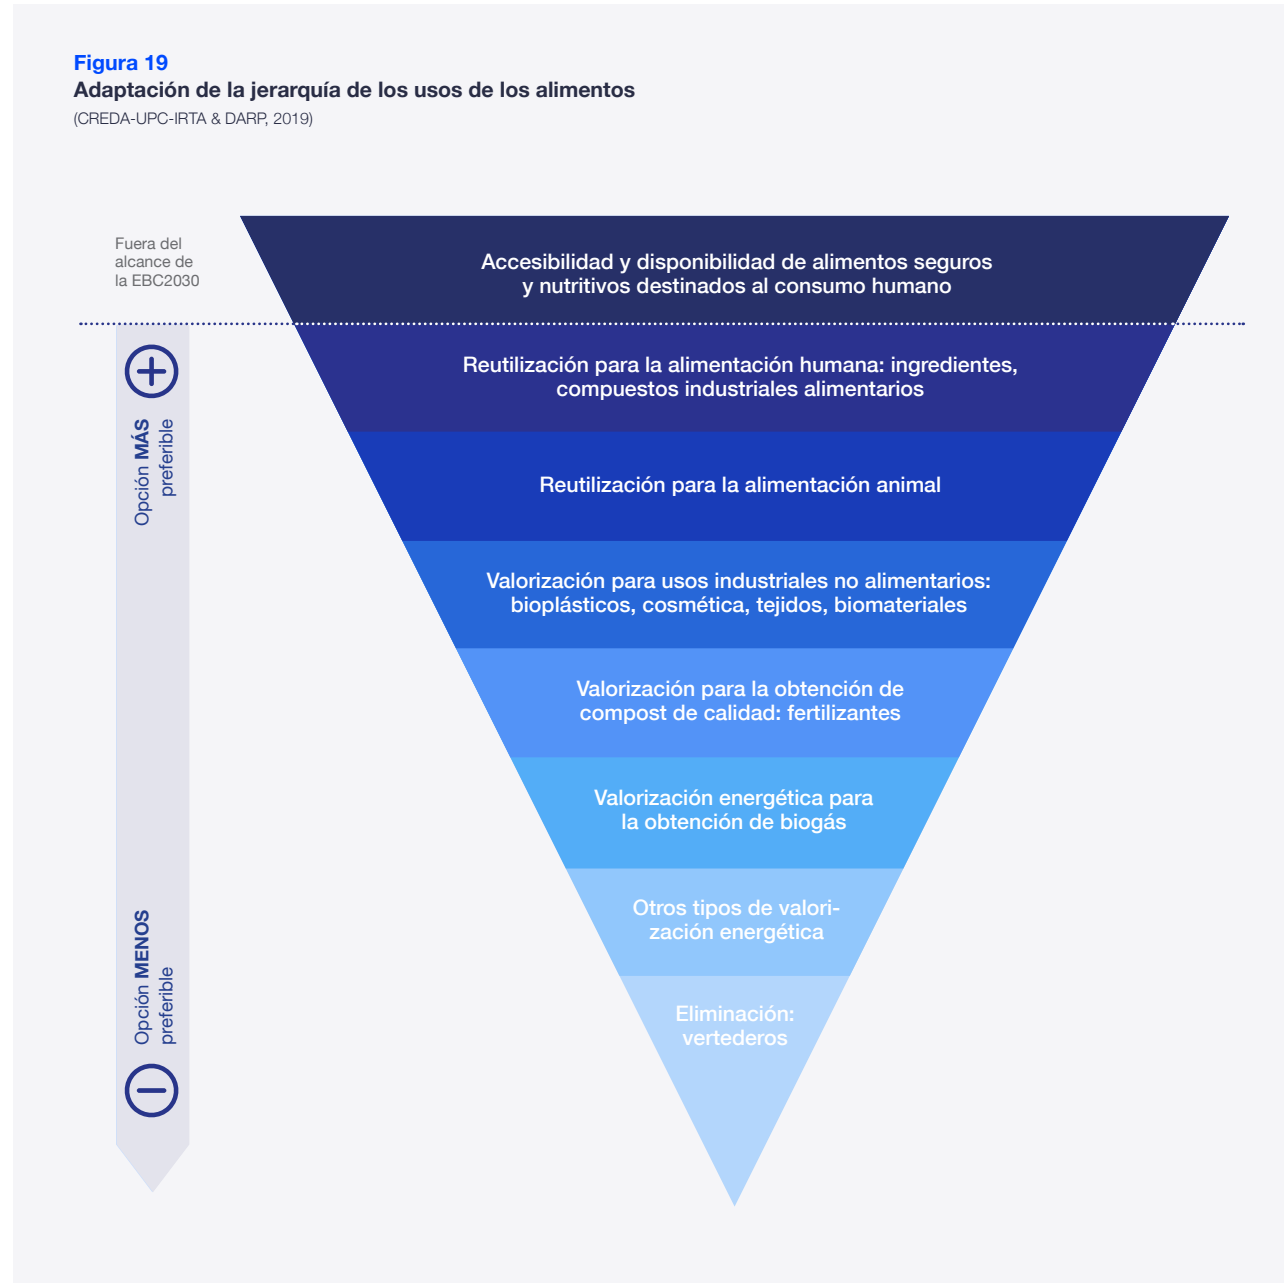 Figura 19
Adaptación de la jerarquía de los usos de los alimentos
(CREDA-UPC-IRTA & DARP, 2019)
Fuera del
alcance de
la EBC2030
Accesibilidad y disponibilidad de alimentos seguros
y nutritivos destinados al consumo humano
Opción MÁS
preferible
Reutilización para la alimentación humana: ingredientes,
compuestos industriales alimentarios
Reutilización para la alimentación animal
Valorización para usos industriales no alimentarios:
bioplásticos, cosmética, tejidos, biomateriales
Valorización para la obtención de
compost de calidad: fertilizantes
Valorización energética para
la obtención de biogás
Otros tipos de valori-
zación energética
Eliminación:
vertederos
Opción MENOS
preferible